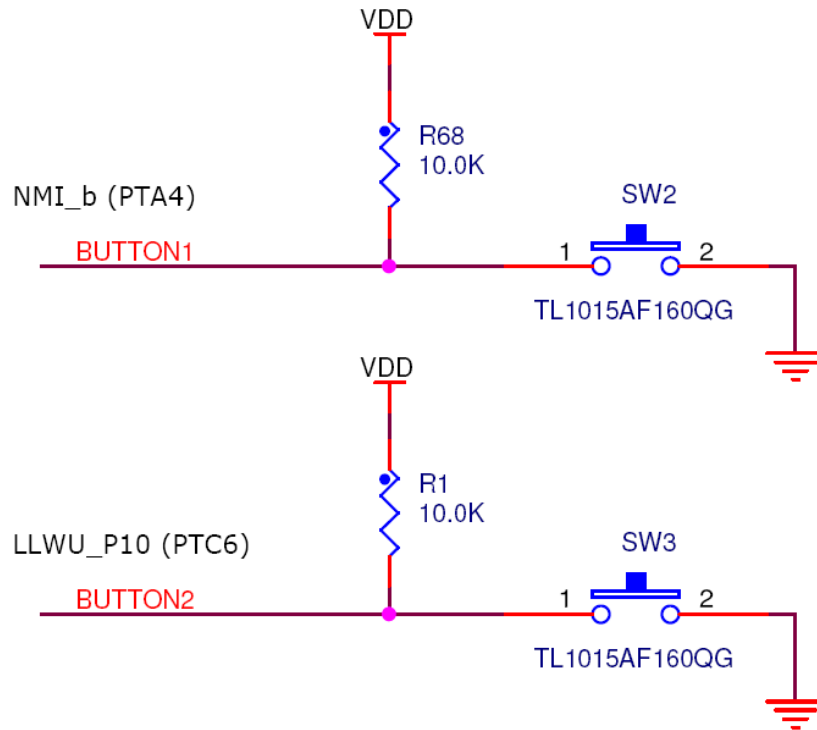 VDD
R68
10.0K
NMI_b (PTA4)
SW2
BUTTON1
1
2
TL1015AF160QG
VDD
R1
10.0K
LLWU_P10 (PTC6)
SW3
BUTTON2
1
2
TL1015AF160QG